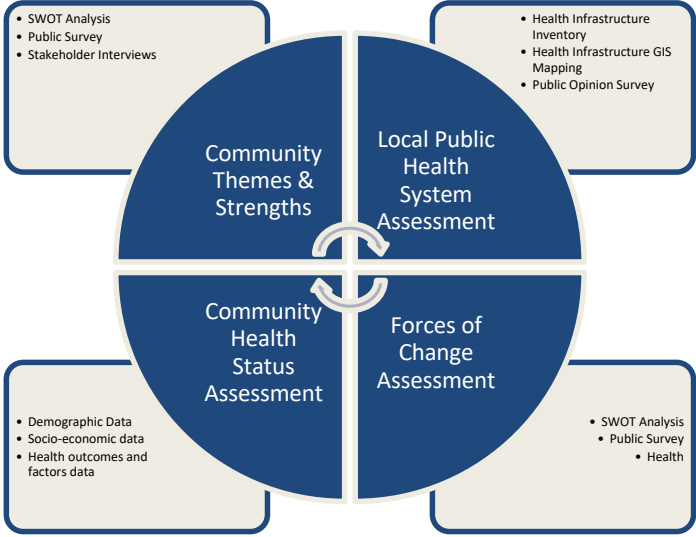 • SWOT Analysis
• Public Survey
• Stakeholder Interviews
• Health Infrastructure
Inventory
• Health Infrastructure GIS
Mapping
• Public Opinion Survey
Community
Themes &
Strengths
Local Public
Health
System
Assessment
Community
Health
Status
Assessment
Forces of
Change
Assessment
• Demographic Data
• Socio-economic data
• Health outcomes and
factors data
• SWOT Analysis
• Public Survey
• Health